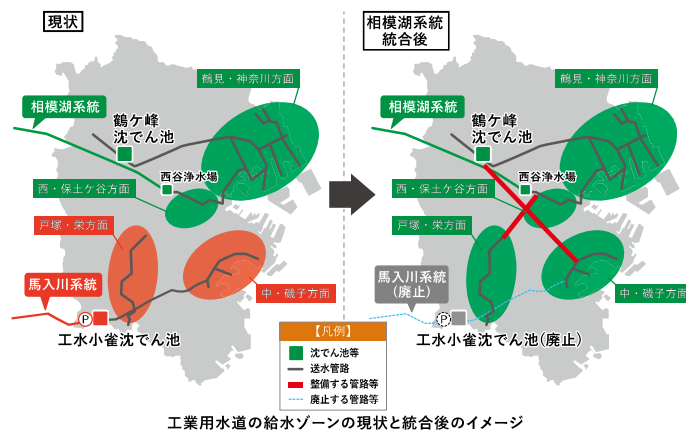 現状
鶴見・神奈川方面
相模湖系統
鶴ケ峰
沈でん池
西谷浄水場
西・保土ケ谷方面
戸塚・栄方面
馬入川系統
中・磯子方面
P
工水小雀沈でん池
相模湖系統
統合後
鶴見・神奈川方面
相模湖系統
鶴ケ峰
沈でん池
西谷浄水場
西・保土ケ谷方面
戸塚・栄方面
馬入川系統
(廃止)
中・磯子方面
P
工水小雀沈でん池(廃止)
【凡例】
沈でん池等
送水管路
整備する管路等
廃止する管路等
工業用水道の給水ゾーンの現状と統合後のイメージ